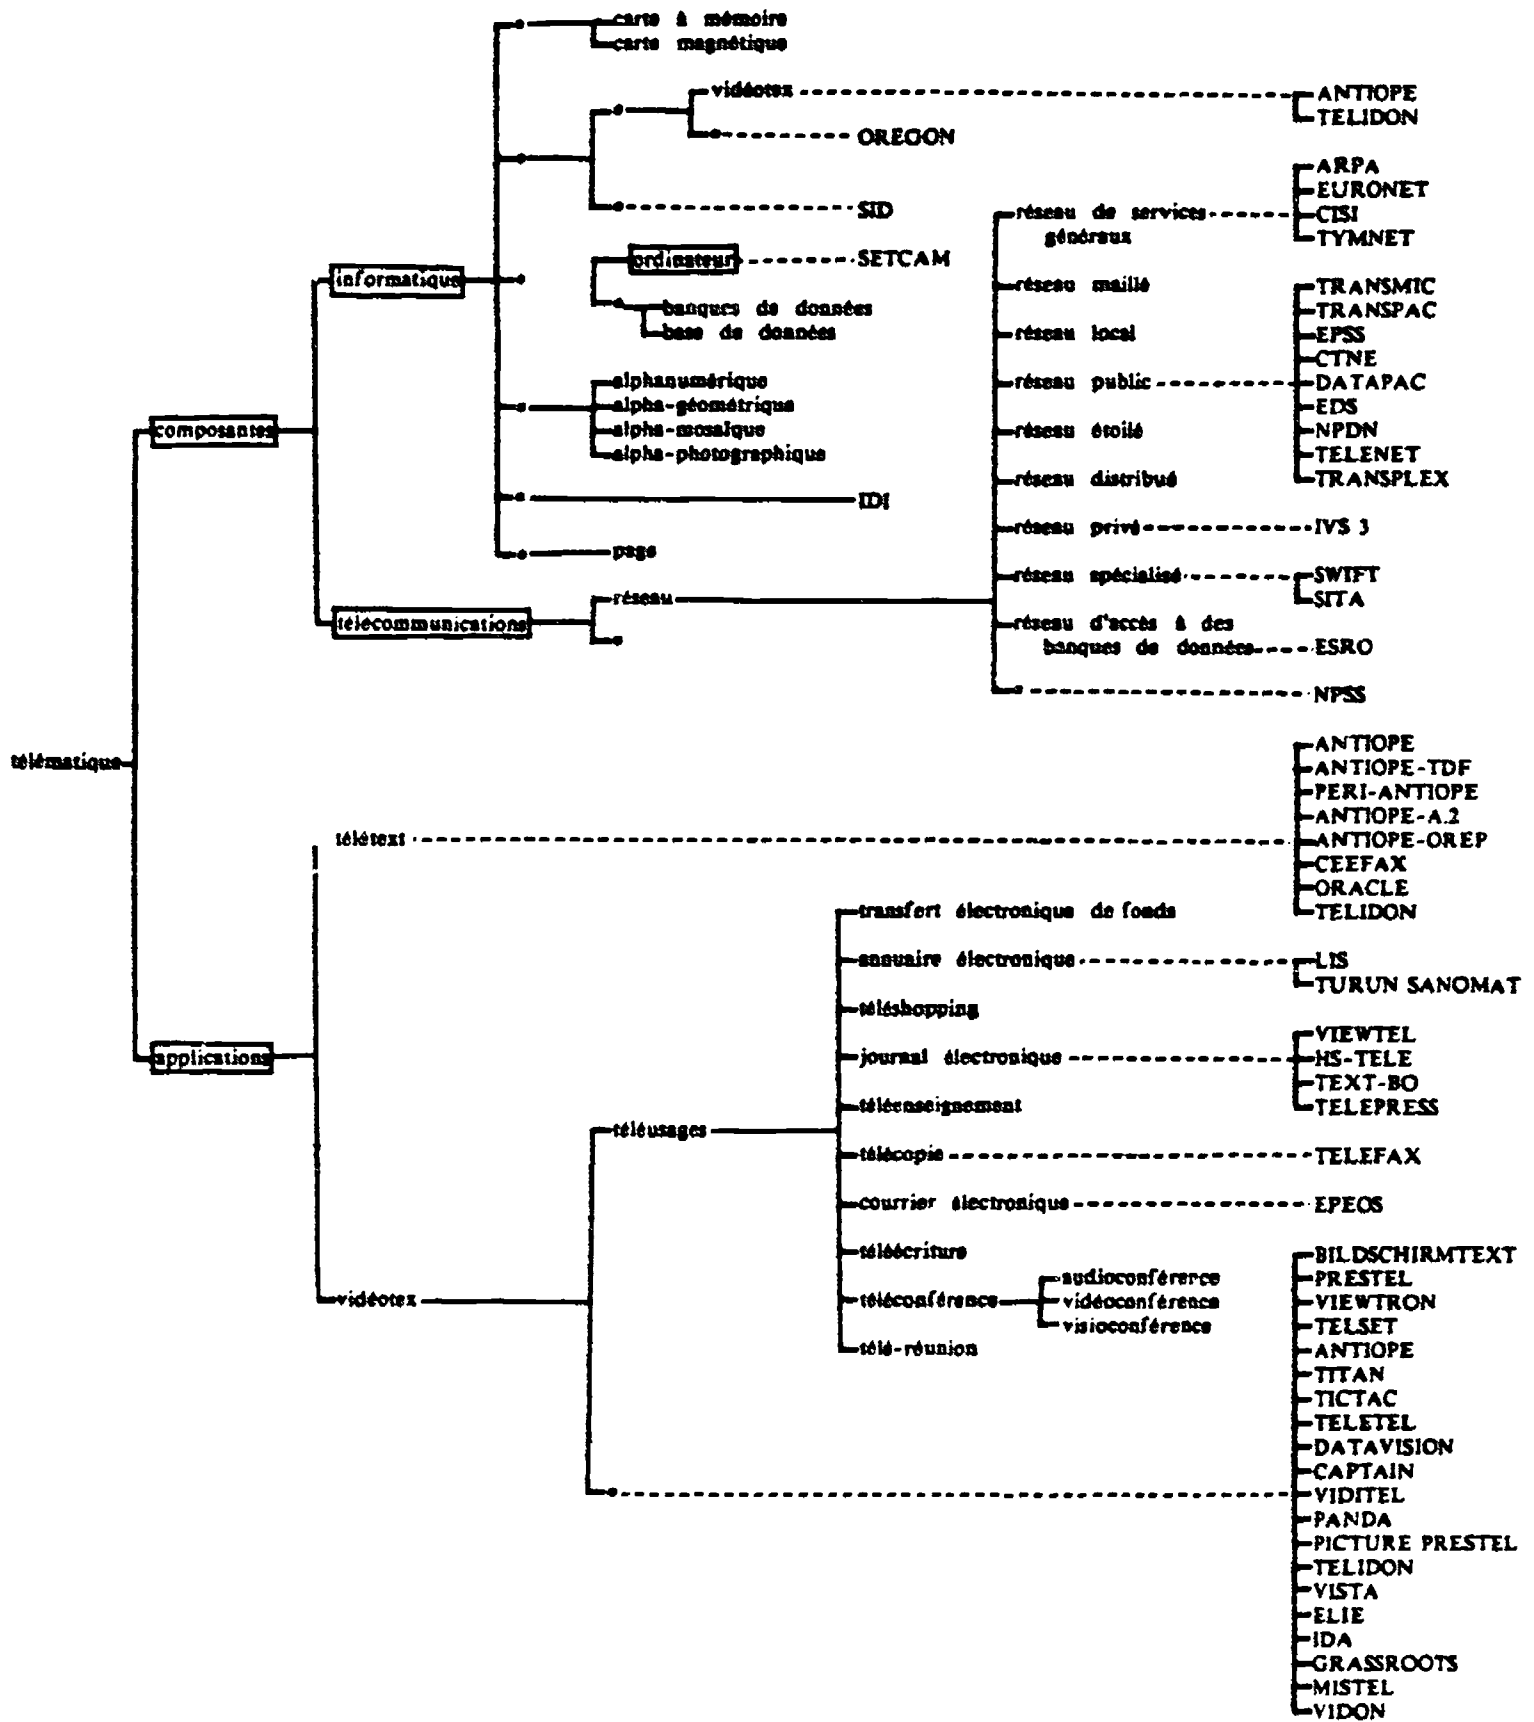 carte à mémoire
carte magnétique
vidéotex
ANTIOPE
TELIDON
OREGON
ARPA
EURONET
SID
réseau de services
généraux
CISI
TYMNET
ordinateur
SETCAM
informatique
réseau maillé
TRANSMIC
banques de données
TRANSPAC
base de données
réseau local
EPSS
CTNE
alphanumérique
réseau public
DATAPAC
alpha-géométrique
EDS
composantes
alpha-mosaïque
réseau étoilé
NPDN
alpha-photographique
TELENET
réseau distribué
TRANSPLEX
IDI
réseau privé
IVS 3
page
réseau spécialisé
SWIFT
réseau
SITA
télécommunications
réseau d'accès à des
banques de données
ESRO
NPSS
télématique
ANTIOPE
ANTIOPE-TDF
PERI-ANTIOPE
ANTIOPE-A.2
télétext
ANTIOPE-OREP
CEEFAX
ORACLE
transfert électronique de fonds
TELIDON
annuaire électronique
LIS
TURUN SANOMAT
téléshopping
VIEWTEL
applications
journal électronique
HS-TELE
TEXT-BO
téléenseignement
TELEPRESS
téléusages
télécopie
TELEFAX
courrier électronique
EPEOS
téléécriture
BILDSCHIRMTEXT
audioconférence
PRESTEL
vidéotex
téléconférence
vidéoconférence
VIEWTRON
visioconférence
TELSET
télé-réunion
ANTIOPE
TITAN
TICTAC
TELETEL
DATAVISION
CAPTAIN
VIDITEL
PANDA
PICTURE PRESTEL
TELIDON
VISTA
ELIE
IDA
GRASSROOTS
MISTEL
VIDON